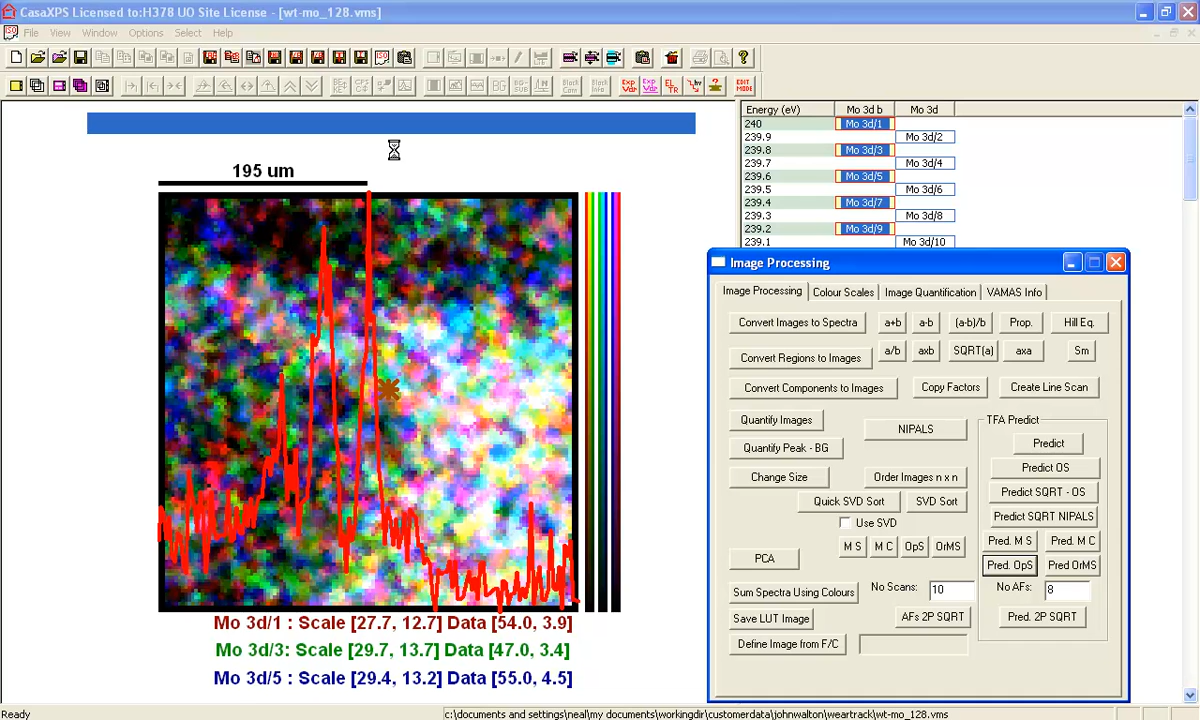 CasaXPS Licensed to:H378 UO Site License - [wt-mo_128.vms]
File View Window Options Select Help
Energy (eV) Mo 3d b Mo 3d
240 Mo 3d/1
239.9 Mo 3d/2
239.8 Mo 3d/3
239.7 Mo 3d/4
239.6 Mo 3d/5
239.5 Mo 3d/6
239.4 Mo 3d/7
239.3 Mo 3d/8
239.2 Mo 3d/9
239.1 Mo 3d/10
195 um
Mo 3d/1 : Scale [27.7, 12.7] Data [54.0, 3.9]
Mo 3d/3: Scale [29.7, 13.7] Data [47.0, 3.4]
Mo 3d/5 : Scale [29.4, 13.2] Data [55.0, 4.5]
Image Processing
Image Processing Colour Scales Image Quantification VAMAS Info
Convert Images to Spectra a+b a-b (a-b)/b Prop. Hill Eq.
Convert Regions to Images a/b axb SQRT(a) axa Sm
Convert Components to Images Copy Factors Create Line Scan
Quantify Images NIPALS TFA Predict
Quantify Peak - BG Predict
Change Size Order Images n x n Predict OS
Quick SVD Sort SVD Sort Predict SQRT - OS
Use SVD Predict SQRT NIPALS
M S M C OpS OrMS Pred. M S Pred. M C
PCA Pred. OpS Pred OrMS
Sum Spectra Using Colours No Scans: 10 No AFs: 8
Save LUT Image AFs 2P SQRT Pred. 2P SQRT
Define Image from F/C
Ready c:\documents and settings\neal\my documents\workingdir\customerdata\johnwalton\weartrack\wt-mo_128.vms